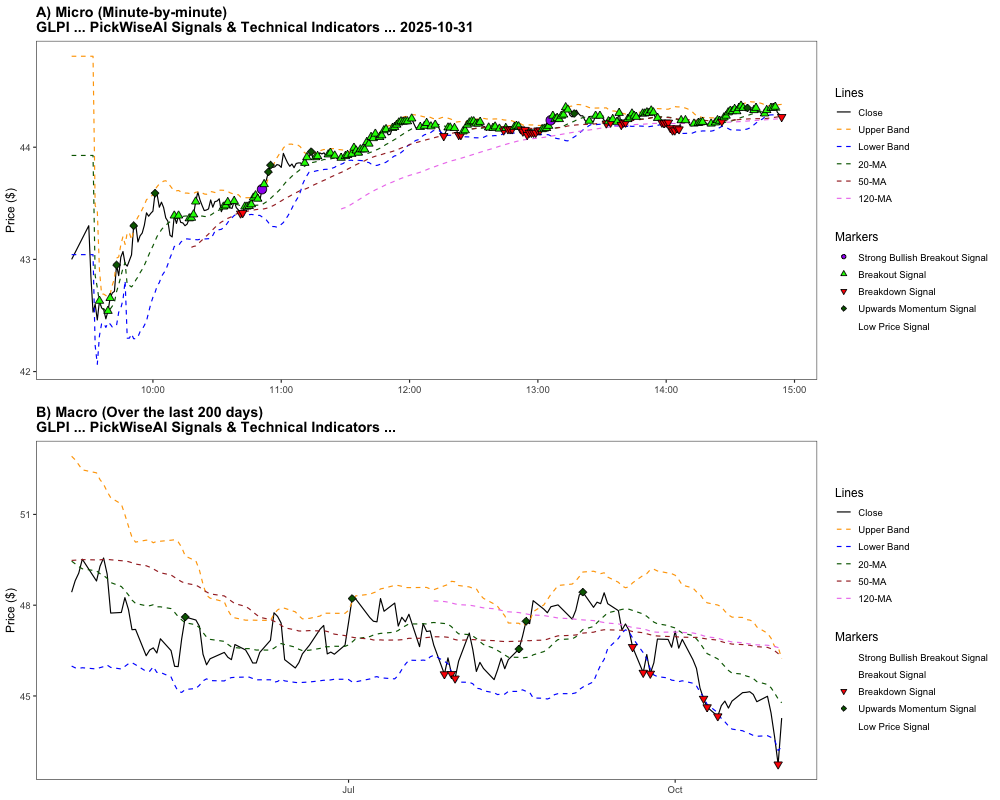 A) Micro (Minute-by-minute)
GLPI ... PickWiseAI Signals & Technical Indicators ... 2025-10-31
Price ($)
44
43
42
10:00
11:00
12:00
13:00
14:00
15:00
Lines
Close
Upper Band
Lower Band
20-MA
50-MA
120-MA
Markers
Strong Bullish Breakout Signal
Breakout Signal
Breakdown Signal
Upwards Momentum Signal
Low Price Signal
B) Macro (Over the last 200 days)
GLPI ... PickWiseAI Signals & Technical Indicators ...
Price ($)
51
48
45
Jul
Oct
Lines
Close
Upper Band
Lower Band
20-MA
50-MA
120-MA
Markers
Strong Bullish Breakout Signal
Breakout Signal
Breakdown Signal
Upwards Momentum Signal
Low Price Signal